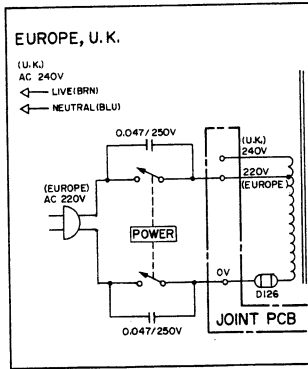 EUROPE, U.K.
(U.K.)
AC 240V
LIVE(BRN)
NEUTRAL(BLU)
0.047/250V
(U.K.)
240V
(EUROPE)
AC 220V
220V
(EUROPE)
POWER
0V
D126
0.047/250V
JOINT PCB